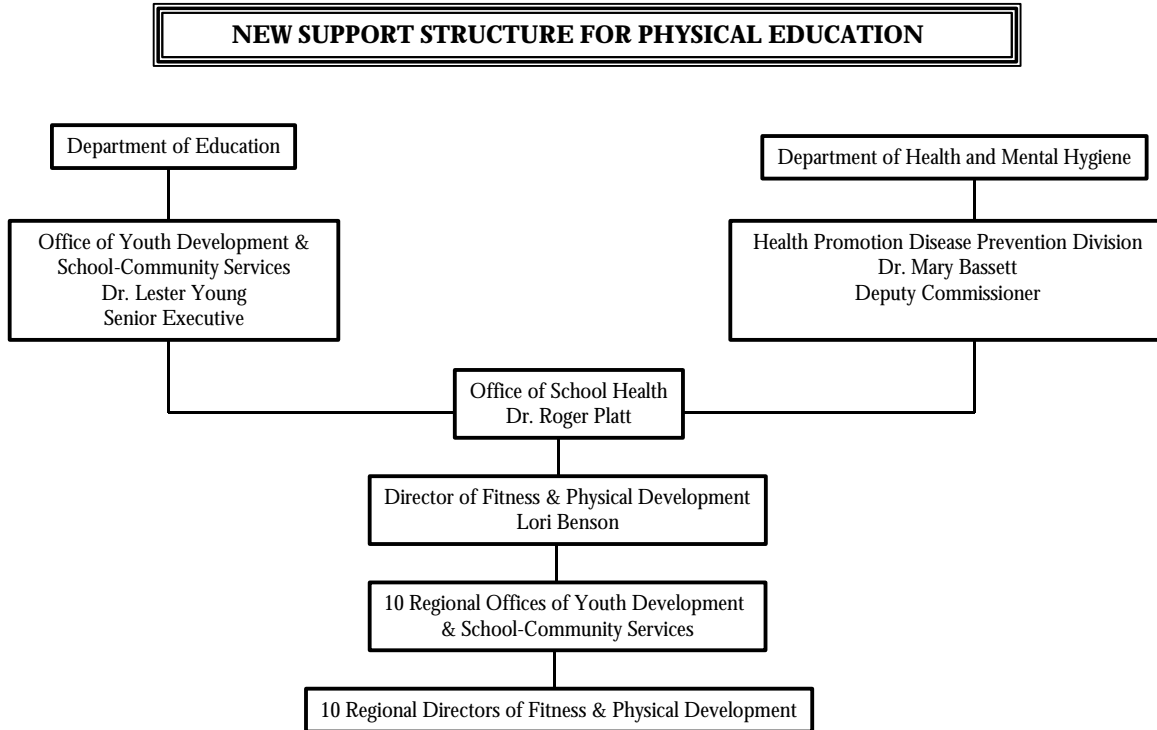 NEW SUPPORT STRUCTURE FOR PHYSICAL EDUCATION
Department of Education
Department of Health and Mental Hygiene
Office of Youth Development &
School-Community Services
Dr. Lester Young
Senior Executive
Health Promotion Disease Prevention Division
Dr. Mary Bassett
Deputy Commissioner
Office of School Health
Dr. Roger Platt
Director of Fitness & Physical Development
Lori Benson
10 Regional Offices of Youth Development
& School-Community Services
10 Regional Directors of Fitness & Physical Development